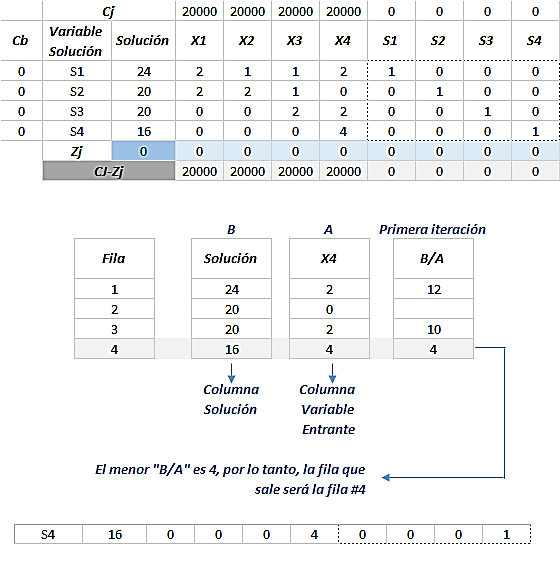 Cj 20000 20000 20000 20000 0 0 0 0
Cb Variable Solución Solución X1 X2 X3 X4 S1 S2 S3 S4
0 S1 24 2 1 1 2 1 0 0 0
0 S2 20 2 2 1 0 0 1 0 0
0 S3 20 0 0 2 2 0 0 1 0
0 S4 16 0 0 0 4 0 0 0 1
Zj 0 0 0 0 0 0 0 0 0
CJ-Zj 20000 20000 20000 20000 0 0 0 0
B A Primera iteración
Fila Solución X4 B/A
1 24 2 12
2 20 0
3 20 2 10
4 16 4 4
Columna Solución
Columna Variable Entrante
El menor "B/A" es 4, por lo tanto, la fila que
sale será la fila #4
S4 16 0 0 0 4 0 0 0 1